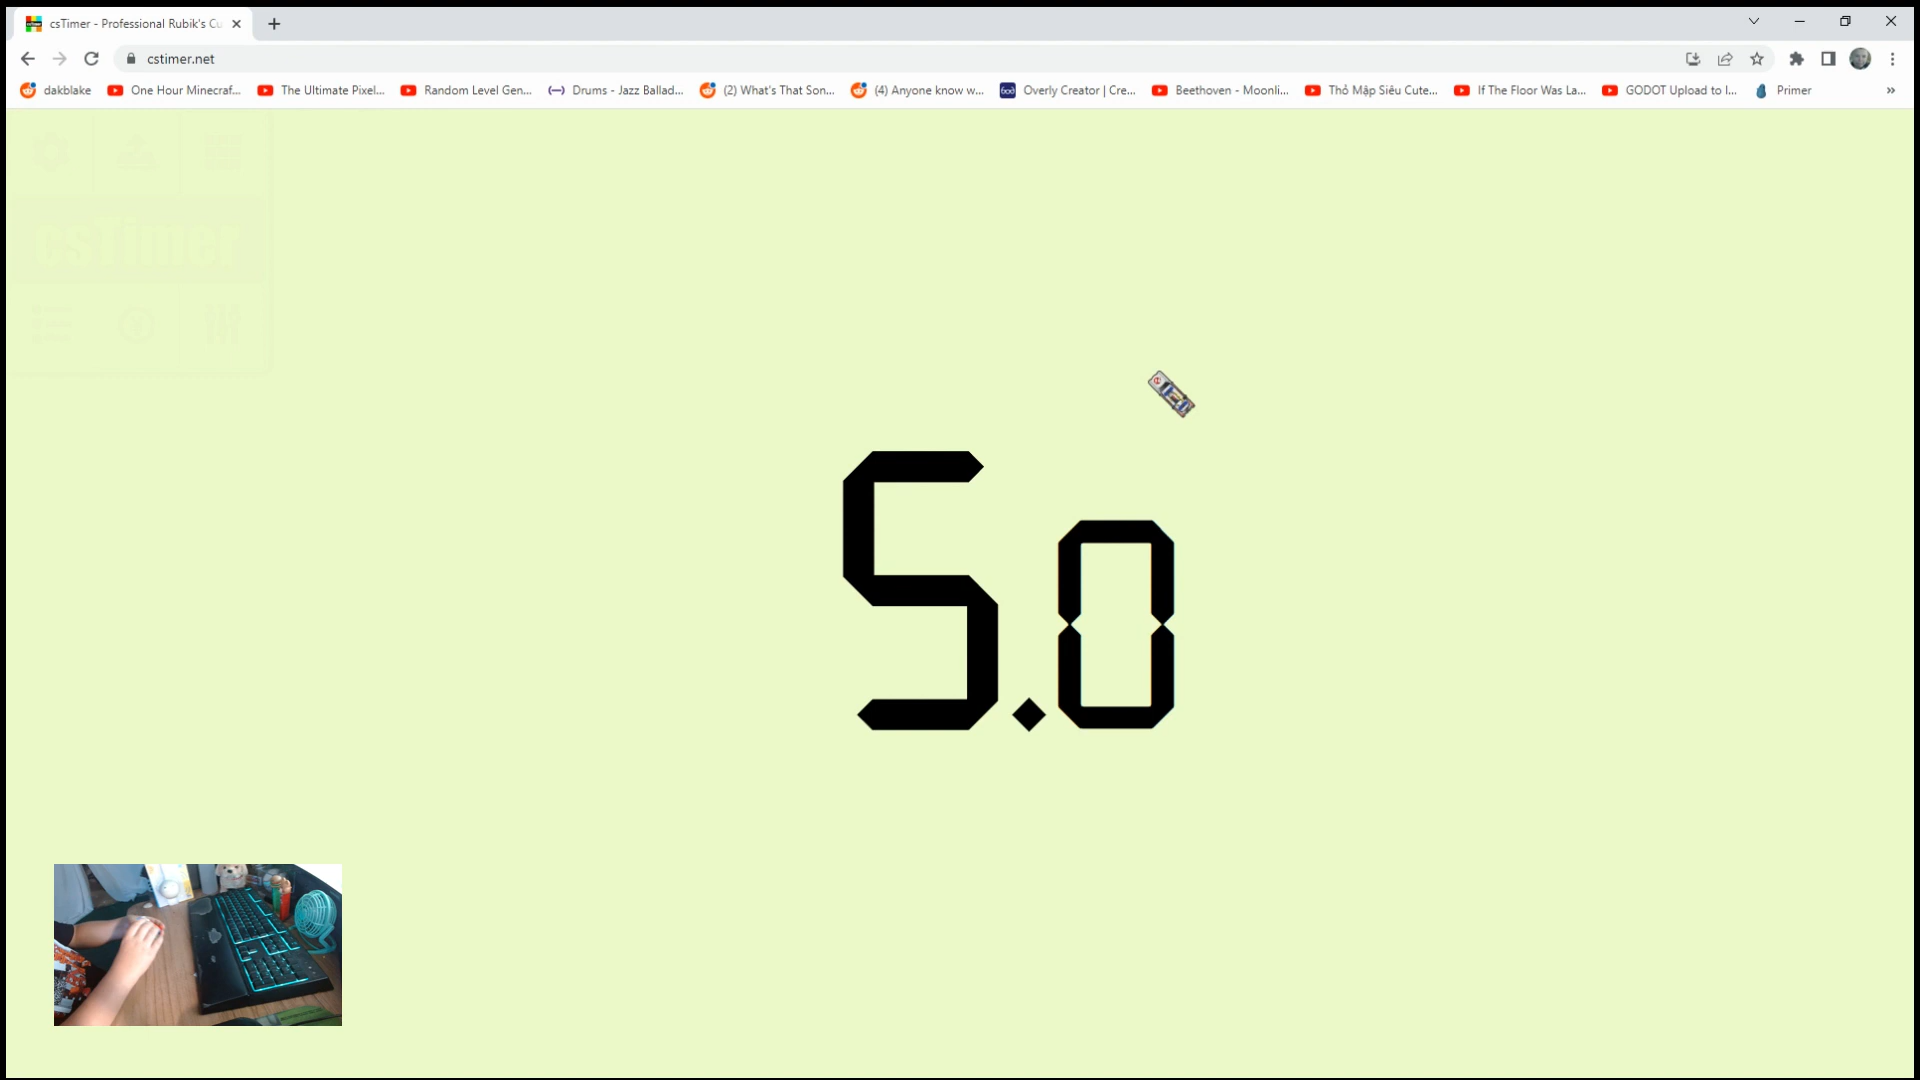 csTimer - Professional Rubik's Cu
cstimer.net
dakblake
One Hour Minecraf...
The Ultimate Pixel...
Random Level Gen...
Drums - Jazz Ballad...
(2) What's That Son...
(4) Anyone know w...
Overly Creator | Cre...
Beethoven - Moonli...
Thỏ Mập Siêu Cute...
If The Floor Was La...
GODOT Upload to I...
Primer
»
csTimer
5.0